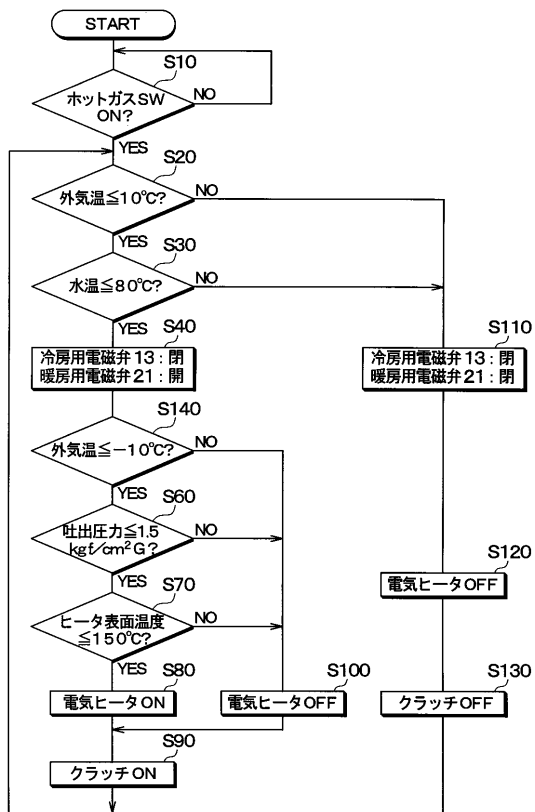 START
S10
ホットガスSW
ON?
NO
YES
S20
外気温≦10℃?
NO
YES
S30
水温≦80℃?
NO
YES
S40
冷房用電磁弁13:閉
暖房用電磁弁21:開
S110
冷房用電磁弁13:閉
暖房用電磁弁21:閉
S140
外気温≦−10℃?
NO
YES
S60
吐出圧力≦1.5
kgf/cm²G?
NO
YES
S120
電気ヒータOFF
S70
ヒータ表面温度
≦150℃?
NO
YES
S80
電気ヒータON
S100
電気ヒータOFF
S130
クラッチOFF
S90
クラッチON